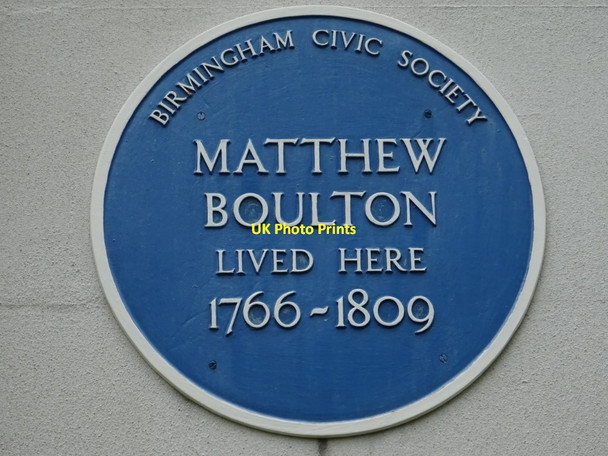 BIRMINGHAM CIVIC SOCIETY
MATTHEW
BOULTON
UK Photo Prints
LIVED HERE
1766~1809